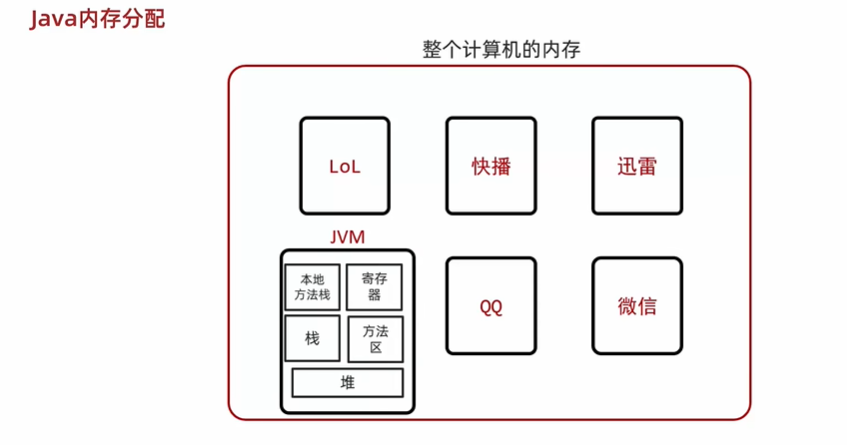 Java内存分配
整个计算机的内存
LoL
快播
迅雷
JVM
本地
方法栈
寄存
器
栈
方法
区
堆
QQ
微信